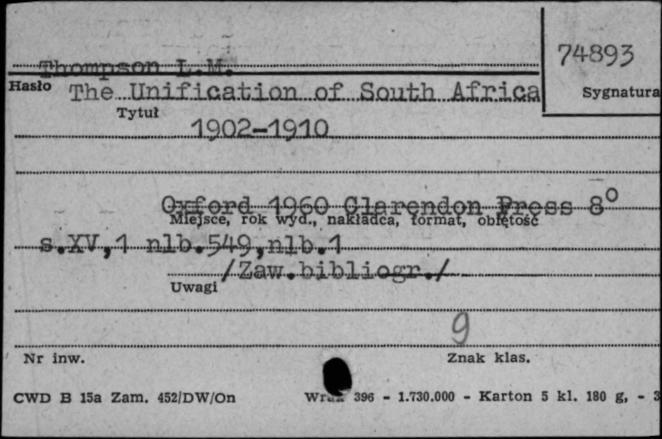 Thompson L.M.
74893
Hasło
Sygnatura
The Unification of South Africa
Tytuł
1902-1910
Oxford 1960 Clarendon Press 8°
Miejsce, rok wyd., nakładca, format, objętość
s.XV,1 nlb.549,nlb.1
/Zaw.bibliogr./
Uwagi
9
Nr inw.
Znak klas.
CWD B 15a Zam. 452/DW/On
396 - 1.730.000 - Karton 5 kl. 180 g, -